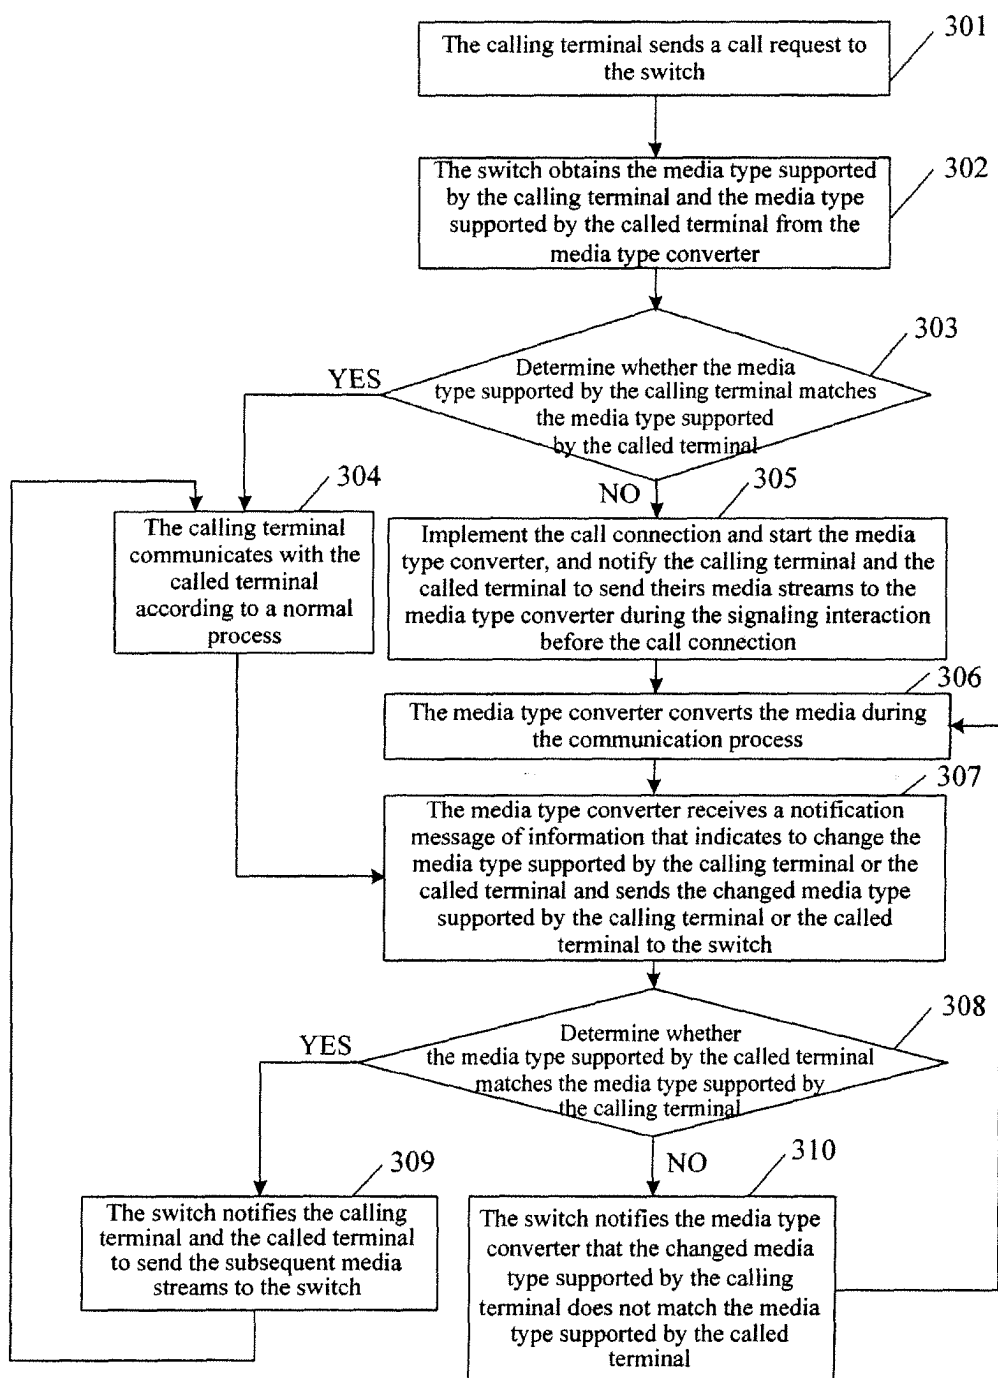 301
The calling terminal sends a call request to
the switch
302
The switch obtains the media type supported
by the calling terminal and the media type
supported by the called terminal from the
media type converter
303
Determine whether the media
type supported by the calling terminal matches
the media type supported
by the called terminal
YES
NO
304
The calling terminal
communicates with the
called terminal
according to a normal
process
305
Implement the call connection and start the media
type converter, and notify the calling terminal and the
called terminal to send theirs media streams to the
media type converter during the signaling interaction
before the call connection
306
The media type converter converts the media during
the communication process
307
The media type converter receives a notification
message of information that indicates to change the
media type supported by the calling terminal or the
called terminal and sends the changed media type
supported by the calling terminal or the called
terminal to the switch
308
Determine whether
the media type supported by the called terminal
matches the media type supported by
the calling terminal
YES
NO
309
The switch notifies the calling
terminal and the called terminal
to send the subsequent media
streams to the switch
310
The switch notifies the media type
converter that the changed media
type supported by the calling
terminal does not match the media
type supported by the called
terminal